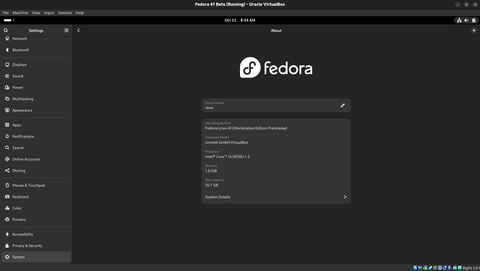 Fedora 41 Beta [Running] - Oracle VirtualBox
File Machine View Input Devices Help
Oct 21 8:34 AM
Settings
About
Network
Bluetooth
Displays
Sound
Power
Multitasking
Appearance
Apps
Notifications
Search
Online Accounts
Sharing
Mouse & Touchpad
Keyboard
Color
Printers
Accessibility
Privacy & Security
System
fedora
Device Name
Operating System
Fedora Linux 41 (Workstation Edition Prerelease)
Hardware Model
innotek GmbH VirtualBox
Processor
Intel® Core™ i3-5010U × 2
Memory
1.9 GiB
Disk Capacity
10.7 GB
System Details
Right Ctrl